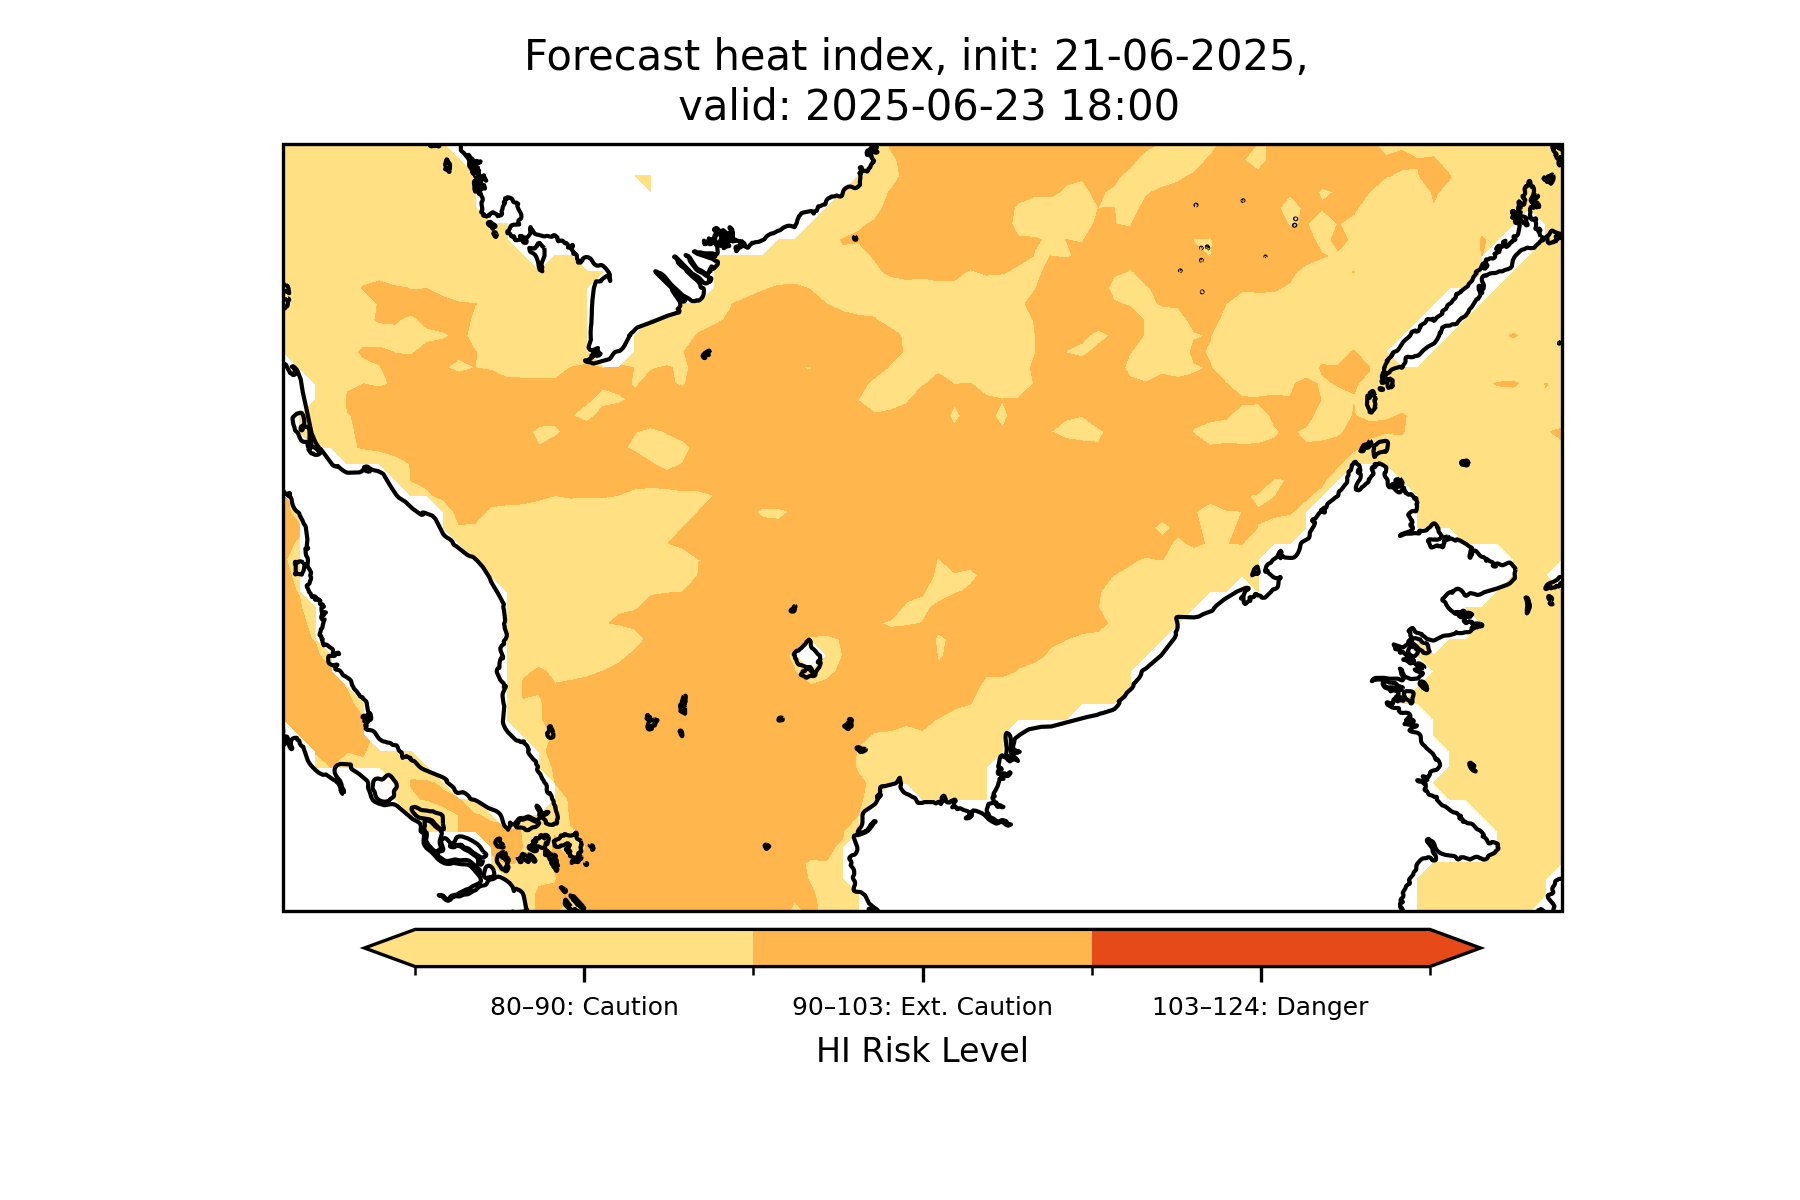 Forecast heat index, init: 21-06-2025,
valid: 2025-06-23 18:00
80–90: Caution
90–103: Ext. Caution
103–124: Danger
HI Risk Level